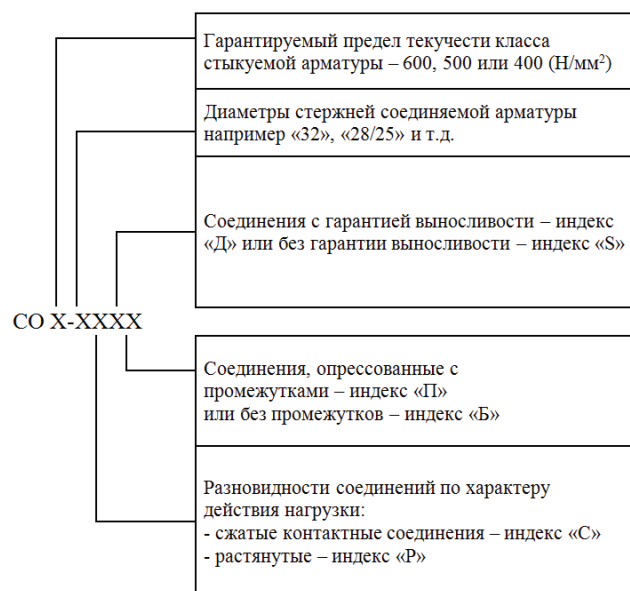 Гарантируемый предел текучести класса
стыкуемой арматуры – 600, 500 или 400 (Н/мм²)
Диаметры стержней соединяемой арматуры
например «32», «28/25» и т.д.
Соединения с гарантией выносливости – индекс
«Д» или без гарантии выносливости – индекс «S»
СО Х-ХХХХ
Соединения, опрессованные с
промежутками – индекс «П»
или без промежутков – индекс «Б»
Разновидности соединений по характеру
действия нагрузки:
- сжатые контактные соединения – индекс «С»
- растянутые – индекс «Р»